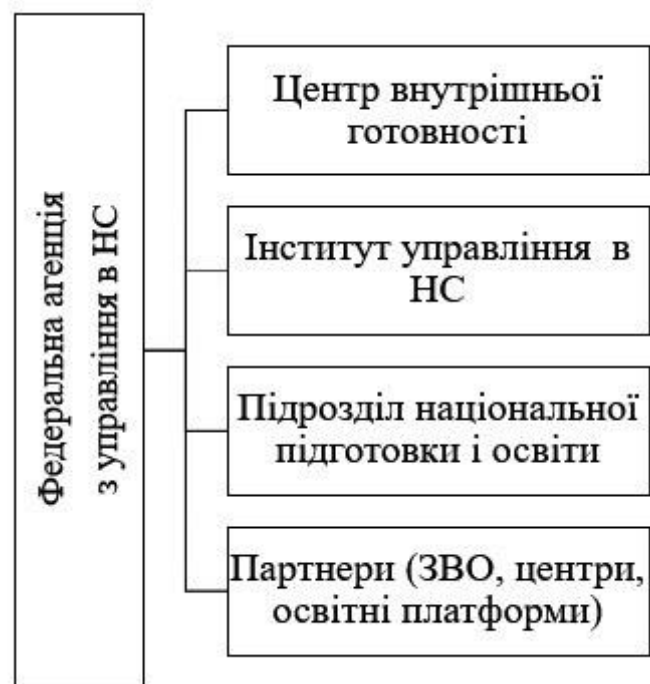 Федеральна агенція
з управління в НС
Центр внутрішньої
готовності
Інститут управління в
НС
Підрозділ національної
підготовки і освіти
Партнери (ЗВО, центри,
освітні платформи)